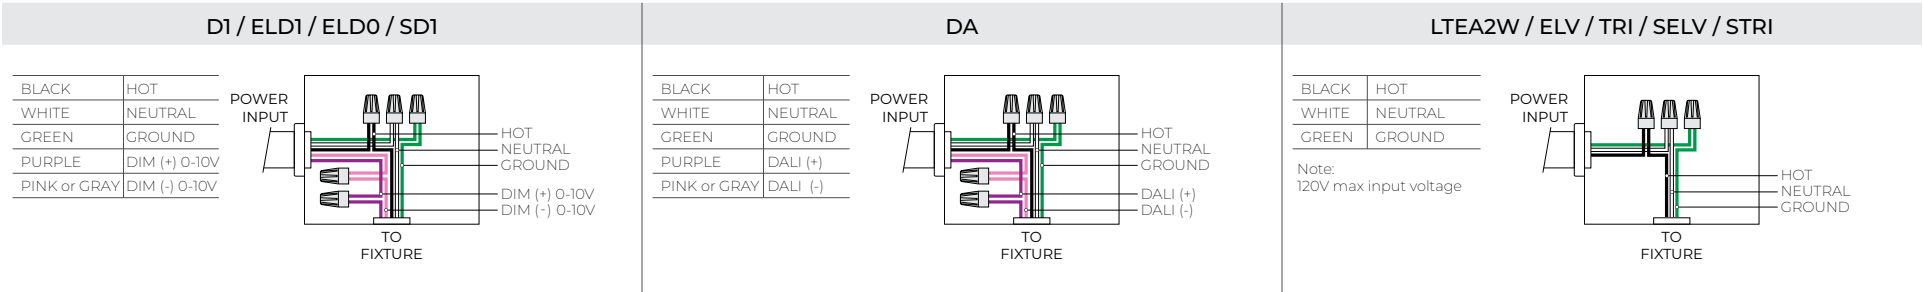 D1 / ELD1 / ELD0 / SD1
BLACK HOT
WHITE NEUTRAL
GREEN GROUND
PURPLE DIM (+) 0-10V
PINK or GRAY DIM (-) 0-10V
POWER
INPUT
HOT
NEUTRAL
GROUND
DIM (+) 0-10V
DIM (-) 0-10V
TO
FIXTURE
DA
BLACK HOT
WHITE NEUTRAL
GREEN GROUND
PURPLE DALI (+)
PINK or GRAY DALI (-)
POWER
INPUT
HOT
NEUTRAL
GROUND
DALI (+)
DALI (-)
TO
FIXTURE
LTEA2W / ELV / TRI / SELV / STRI
BLACK HOT
WHITE NEUTRAL
GREEN GROUND
Note:
120V max input voltage
POWER
INPUT
HOT
NEUTRAL
GROUND
TO
FIXTURE